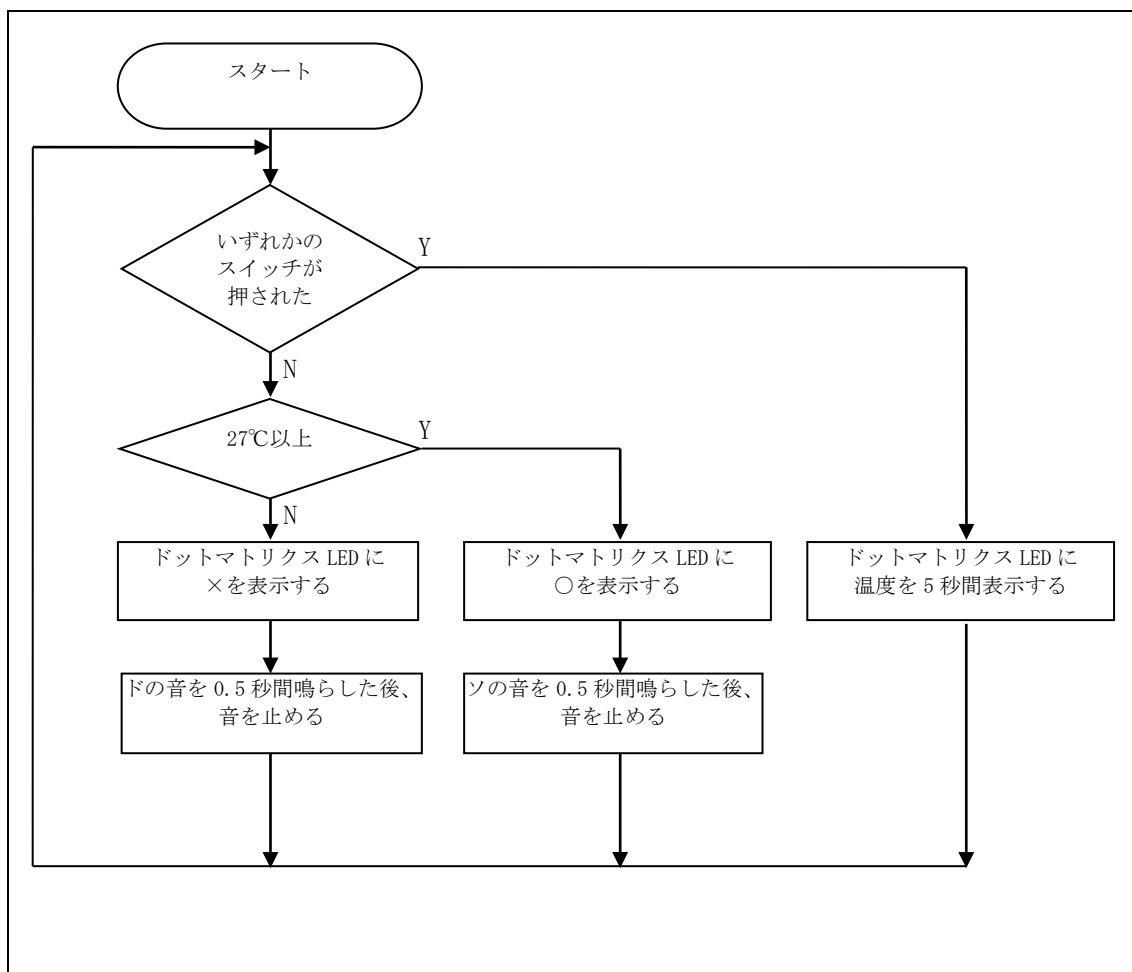 スタート
いずれかの
スイッチが
押された
Y
N
27℃以上
Y
N
ドットマトリクス LED に
×を表示する
ドットマトリクス LED に
○を表示する
ドットマトリクス LED に
温度を 5 秒間表示する
ドの音を 0.5 秒間鳴らした後、
音を止める
ソの音を 0.5 秒間鳴らした後、
音を止める